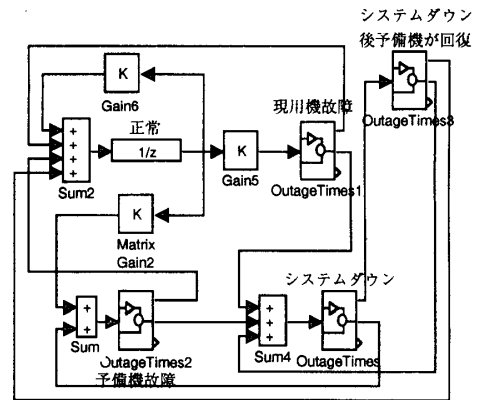 システムダウン
後予備機が回復
K
Gain6
現用機故障
OutageTimes3
正常
+
+
+
+
1/z
K
Sum2
Gain5
OutageTimes1
K
Matrix
Gain2
システムダウン
+
+
+
+
+
Sum
OutageTimes2
Sum4
OutageTimes
予備機故障